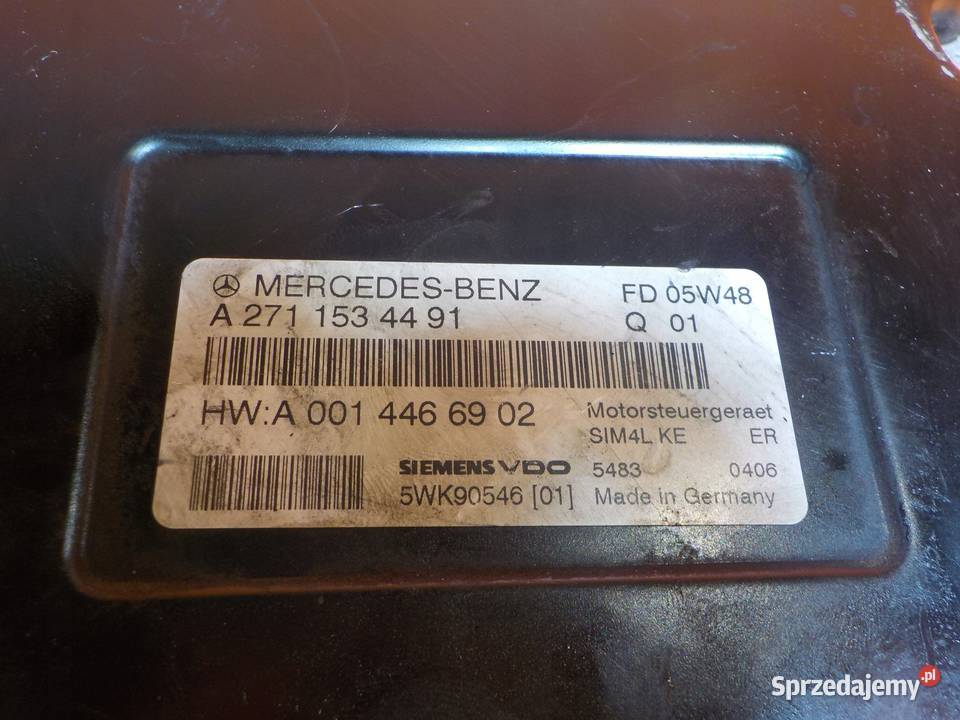 MERCEDES-BENZ FD 05W48
A 271 153 44 91 Q 01
HW:A 001 446 69 02 Motorsteuergeraet
SIM4L KE ER
SIEMENS VDO 5483 0406
5WK90546 [01] Made in Germany
Sprzedajemy.pl